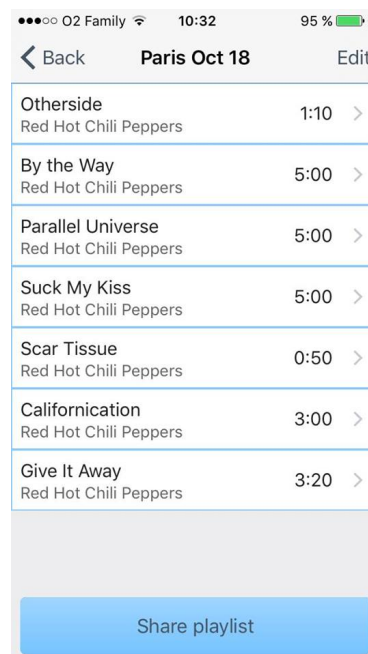 O2 Family 10:32 95 %
Back Paris Oct 18 Edit
Otherside
Red Hot Chili Peppers
1:10
By the Way
Red Hot Chili Peppers
5:00
Parallel Universe
Red Hot Chili Peppers
5:00
Suck My Kiss
Red Hot Chili Peppers
5:00
Scar Tissue
Red Hot Chili Peppers
0:50
Californication
Red Hot Chili Peppers
3:00
Give It Away
Red Hot Chili Peppers
3:20
Share playlist